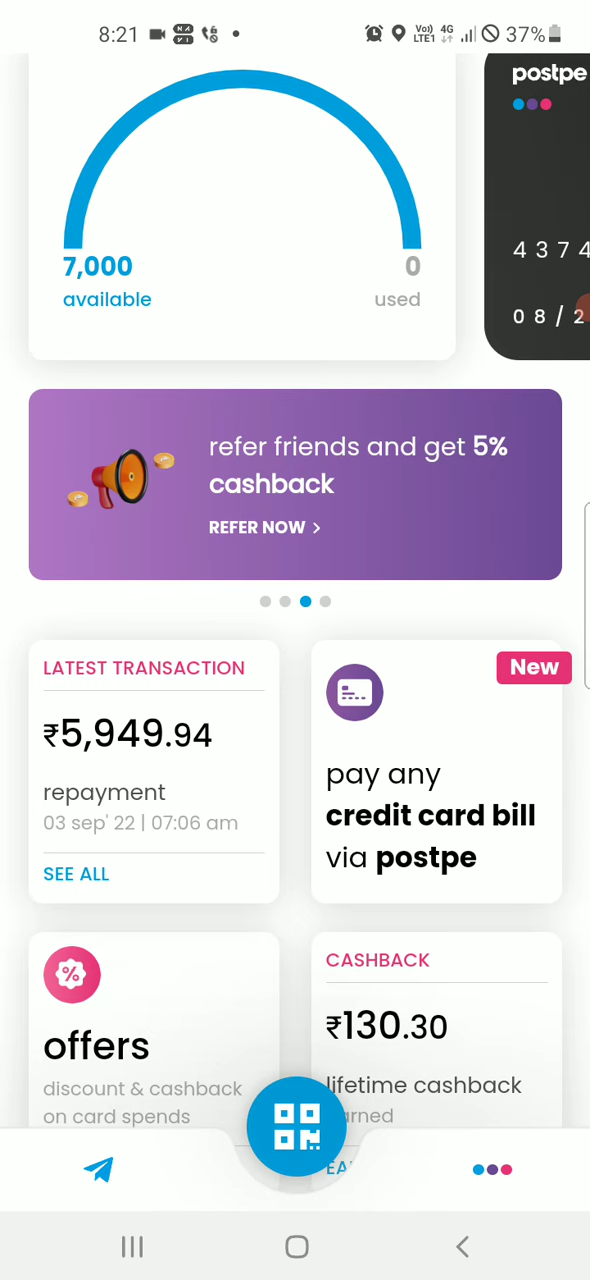 8:21
Vo)) 4G
LTE1
37%
postpe
4 3 7 4
0 8 / 2
7,000
0
available
used
refer friends and get 5%
cashback
REFER NOW >
LATEST TRANSACTION
₹5,949.94
repayment
03 sep' 22 | 07:06 am
SEE ALL
New
pay any
credit card bill
via postpe
offers
discount & cashback
on card spends
CASHBACK
₹130.30
lifetime cashback